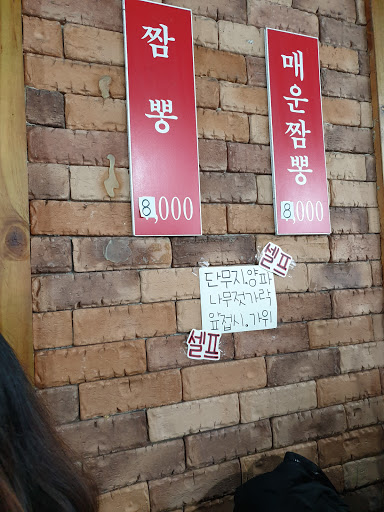 짬뽕
8,000
매운짬뽕
8,000
셀프
단무지.양파
나무젓가락
앞접시.가위
셀프